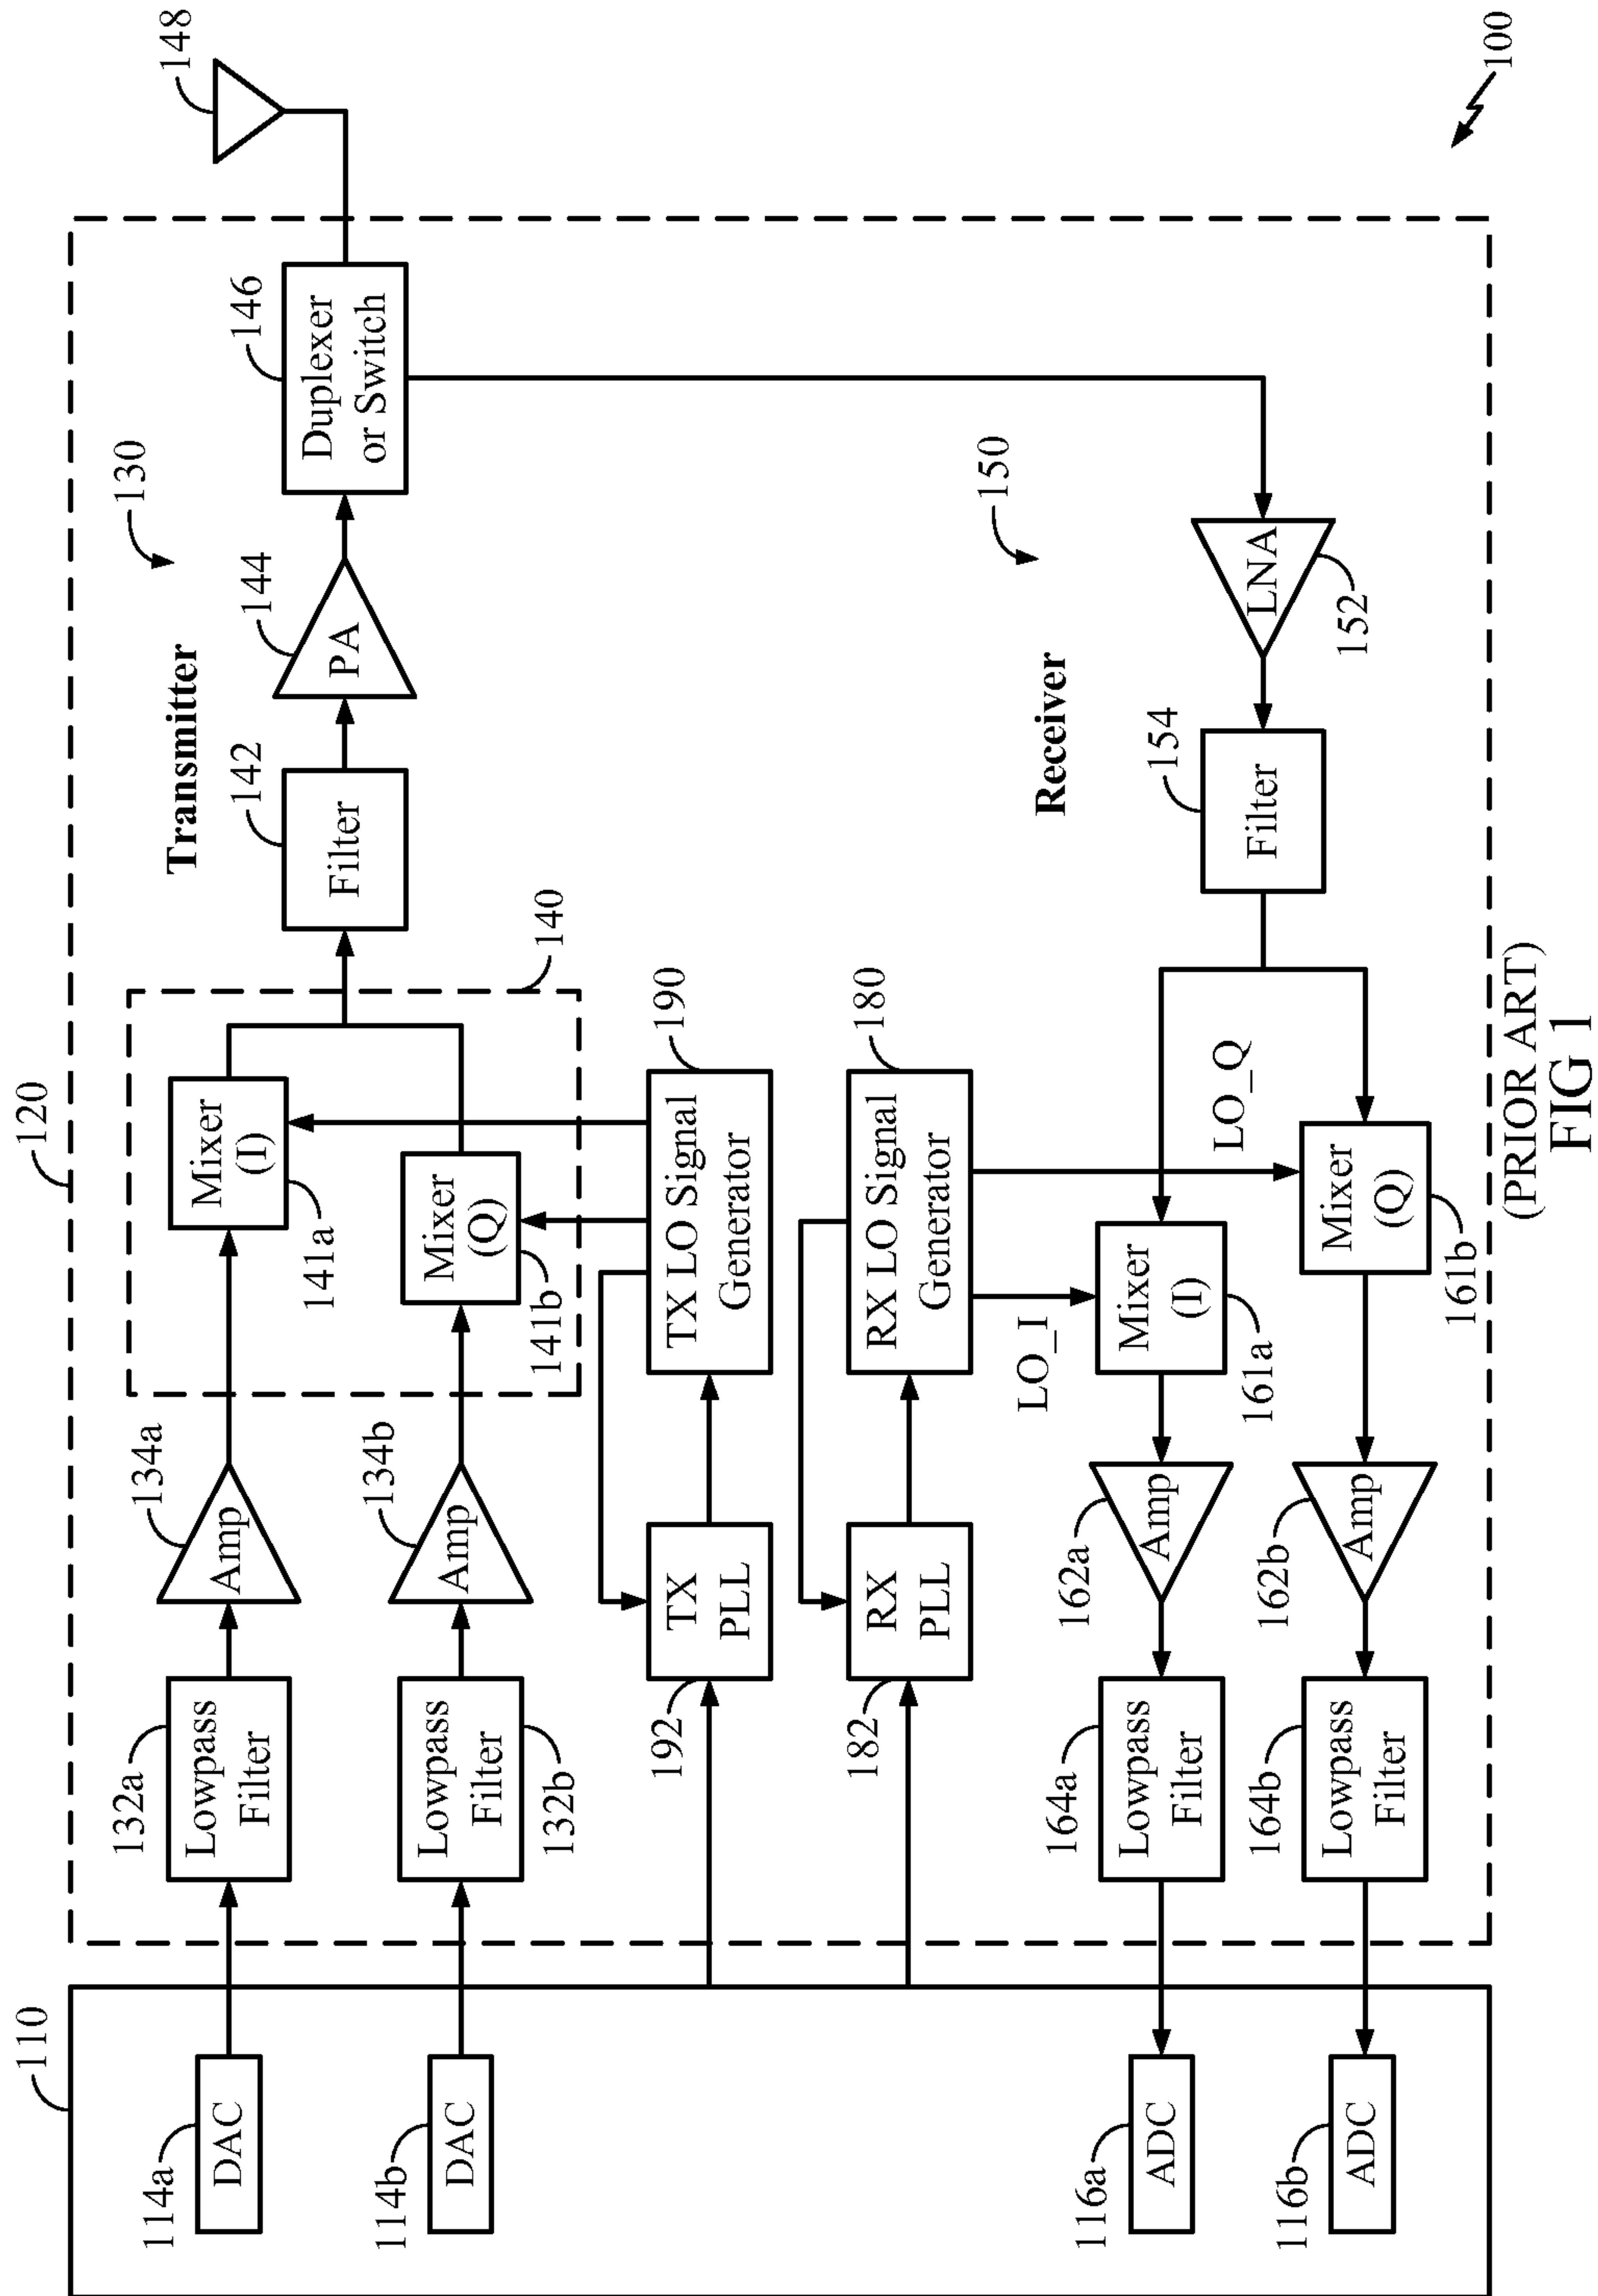 120
110
148
130
Transmitter
114a
DAC
132a
Lowpass
Filter
134a
Amp
Mixer
(I)
141a
142
Filter
144
PA
146
Duplexer
or Switch
114b
DAC
Lowpass
Filter
132b
134b
Amp
Mixer
(Q)
141b
140
192
TX
PLL
TX LO Signal
Generator
190
182
RX
PLL
RX LO Signal
Generator
180
150
Receiver
LO_I
LO_Q
116a
ADC
164a
Lowpass
Filter
162a
Amp
Mixer
(I)
161a
154
Filter
LNA
152
116b
ADC
164b
Lowpass
Filter
162b
Amp
Mixer
(Q)
161b
100
(PRIOR ART)
FIG 1